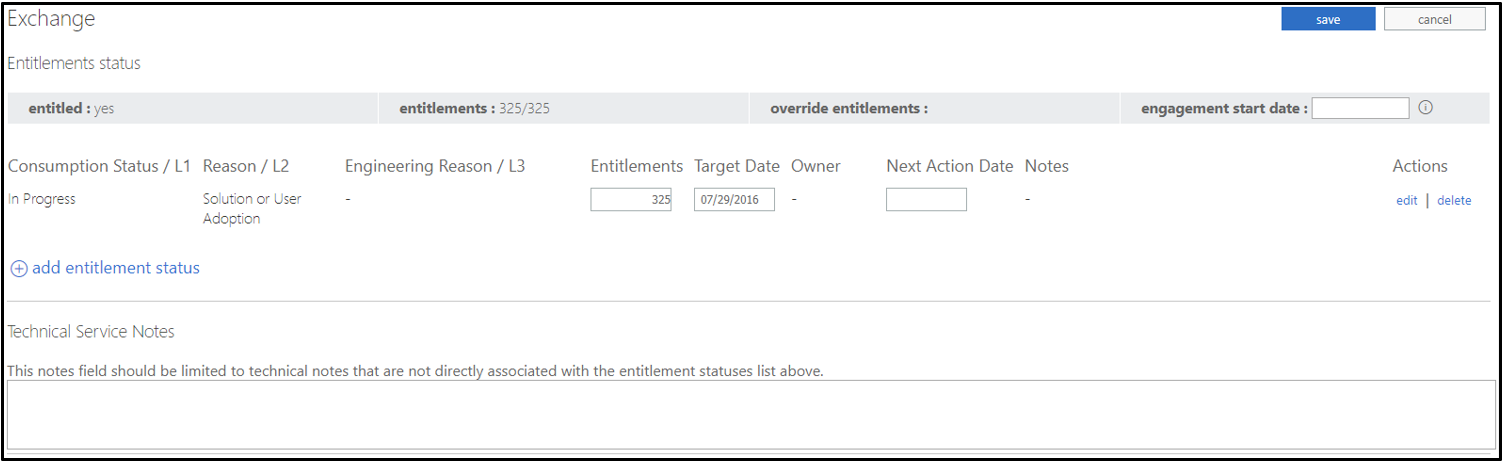 Exchange
save
cancel
Entitlements status
entitled : yes
entitlements : 325/325
override entitlements :
engagement start date :
Consumption Status / L1 Reason / L2 Engineering Reason / L3 Entitlements Target Date Owner Next Action Date Notes Actions
In Progress Solution or User - 325 07/29/2016 - - edit | delete
Adoption
add entitlement status
Technical Service Notes
This notes field should be limited to technical notes that are not directly associated with the entitlement statuses list above.